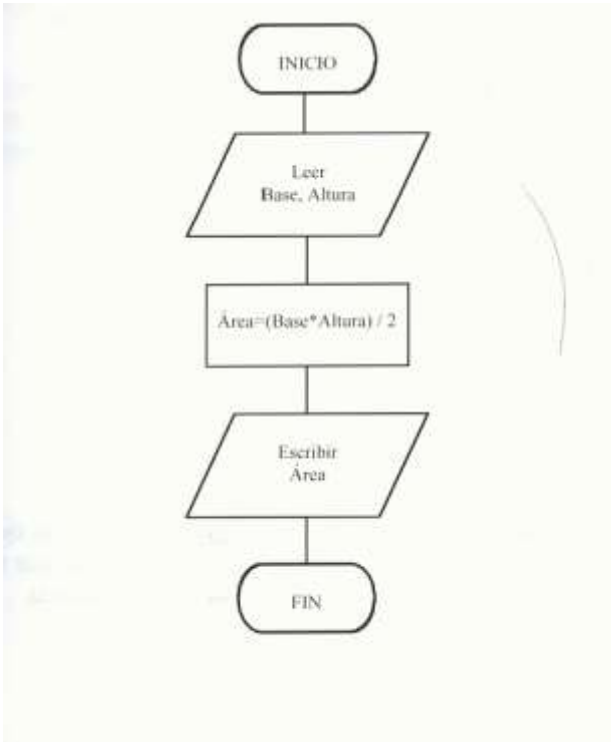 INICIO
Leer
Base, Altura
Área=(Base*Altura) / 2
Escribir
Área
FIN